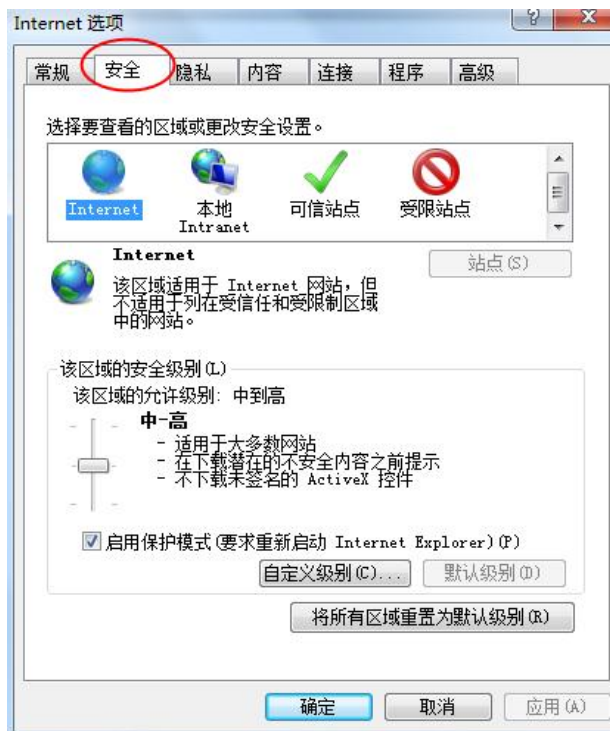 Internet 选项
常规 安全 隐私 内容 连接 程序 高级
选择要查看的区域或更改安全设置。
Internet 本地 可信站点 受限站点
Intranet
Internet
站点(S)
该区域适用于 Internet 网站，但
不适用于列在受信任和受限制区域
中的网站。
该区域的安全级别(L)
该区域的允许级别: 中到高
中-高
- 适用于大多数网站
- 在下载潜在的不安全内容之前提示
- 不下载未签名的 ActiveX 控件
启用保护模式(要求重新启动 Internet Explorer)(P)
自定义级别(C)... 默认级别(D)
将所有区域重置为默认级别(R)
确定 取消 应用(A)